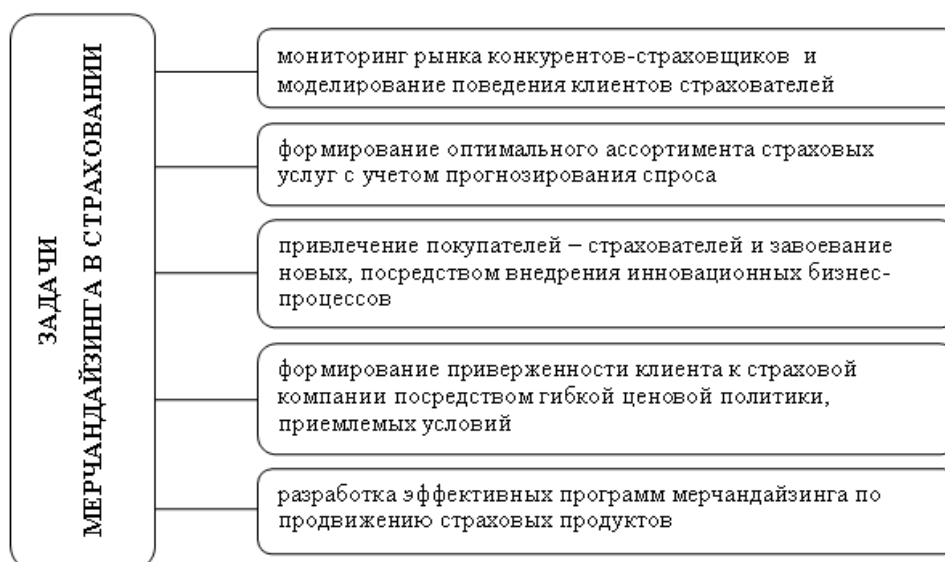 ЗАДАЧИ
МЕРЧАНДАЙЗИНГА В СТРАХОВАНИИ
мониторинг рынка конкурентов-страховщиков и
моделирование поведения клиентов страхователей
формирование оптимального ассортимента страховых
услуг с учетом прогнозирования спроса
привлечение покупателей – страхователей и завоевание
новых, посредством внедрения инновационных бизнес-
процессов
формирование приверженности клиента к страховой
компании посредством гибкой ценовой политики,
приемлемых условий
разработка эффективных программ мерчандайзинга по
продвижению страховых продуктов